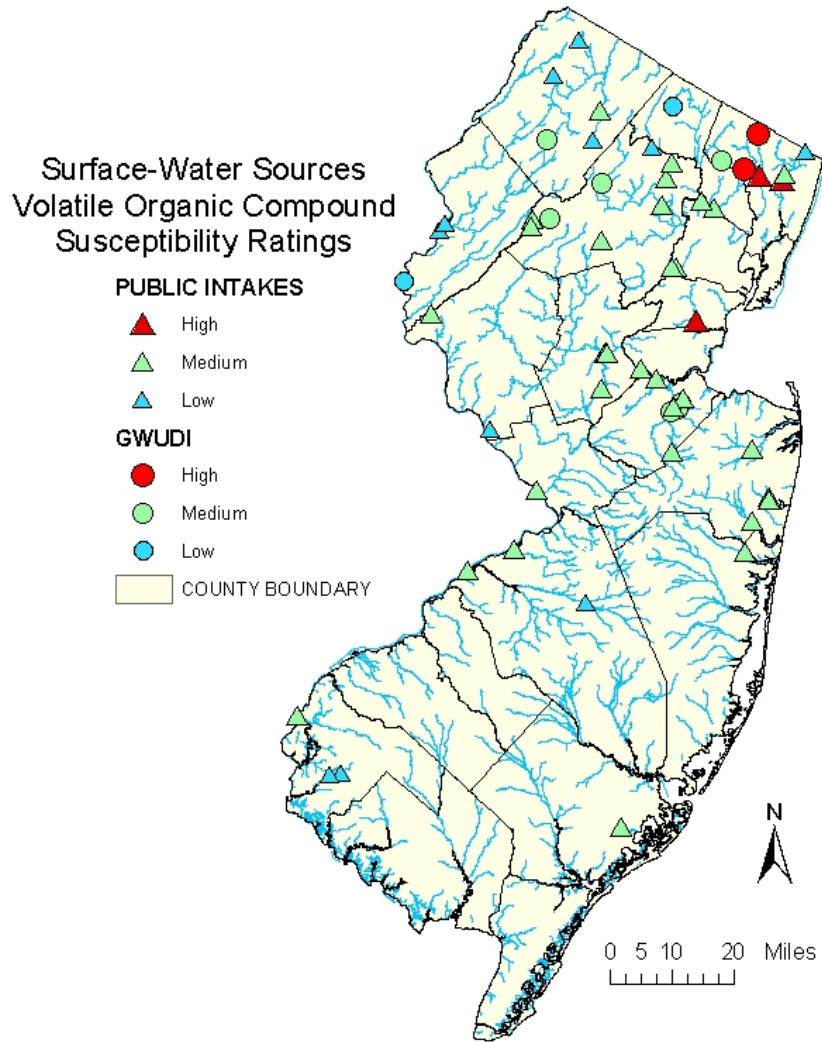 Surface-Water Sources
Volatile Organic Compound
Susceptibility Ratings
PUBLIC INTAKES
High
Medium
Low
GWUDI
High
Medium
Low
COUNTY BOUNDARY
N
0 5 10 20 Miles